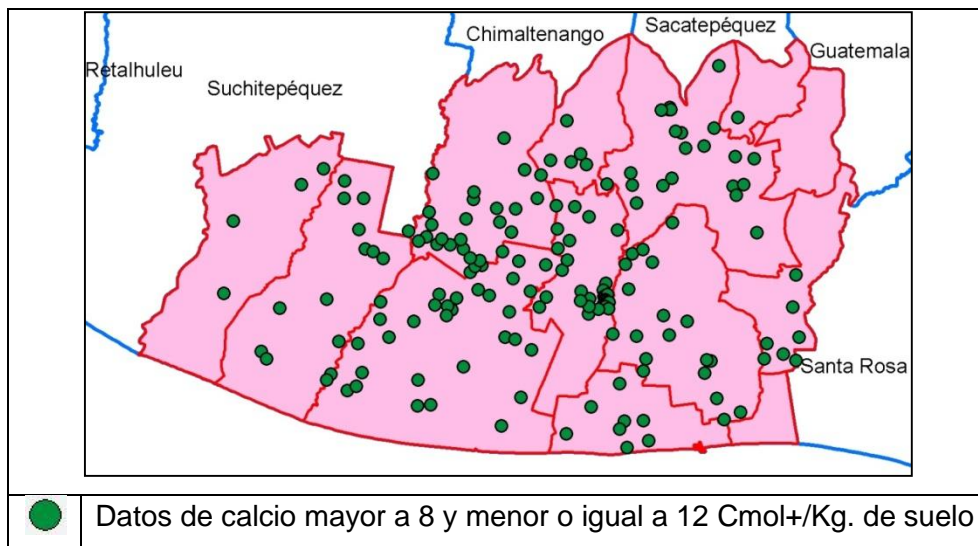 Chimaltenango
Sacatepéquez
Guatemala
Retalhuleu
Suchitepéquez
Santa Rosa
Datos de calcio mayor a 8 y menor o igual a 12 Cmol+/Kg. de suelo